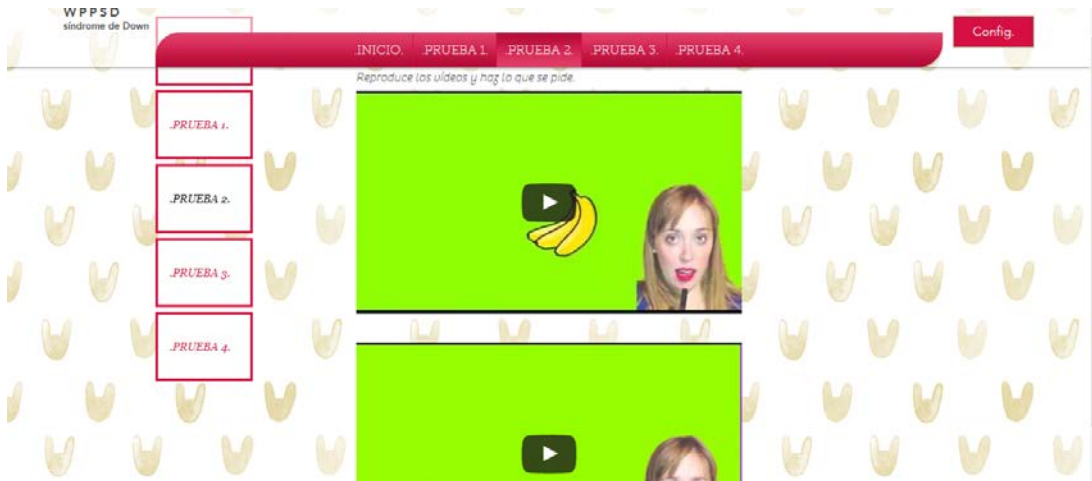 WPPSD
síndrome de Down
Config.
.INICIO. .PRUEBA 1. .PRUEBA 2. .PRUEBA 3. .PRUEBA 4.
Reproduce los vídeos y haz lo que se pide.
.PRUEBA 1.
.PRUEBA 2.
.PRUEBA 3.
.PRUEBA 4.